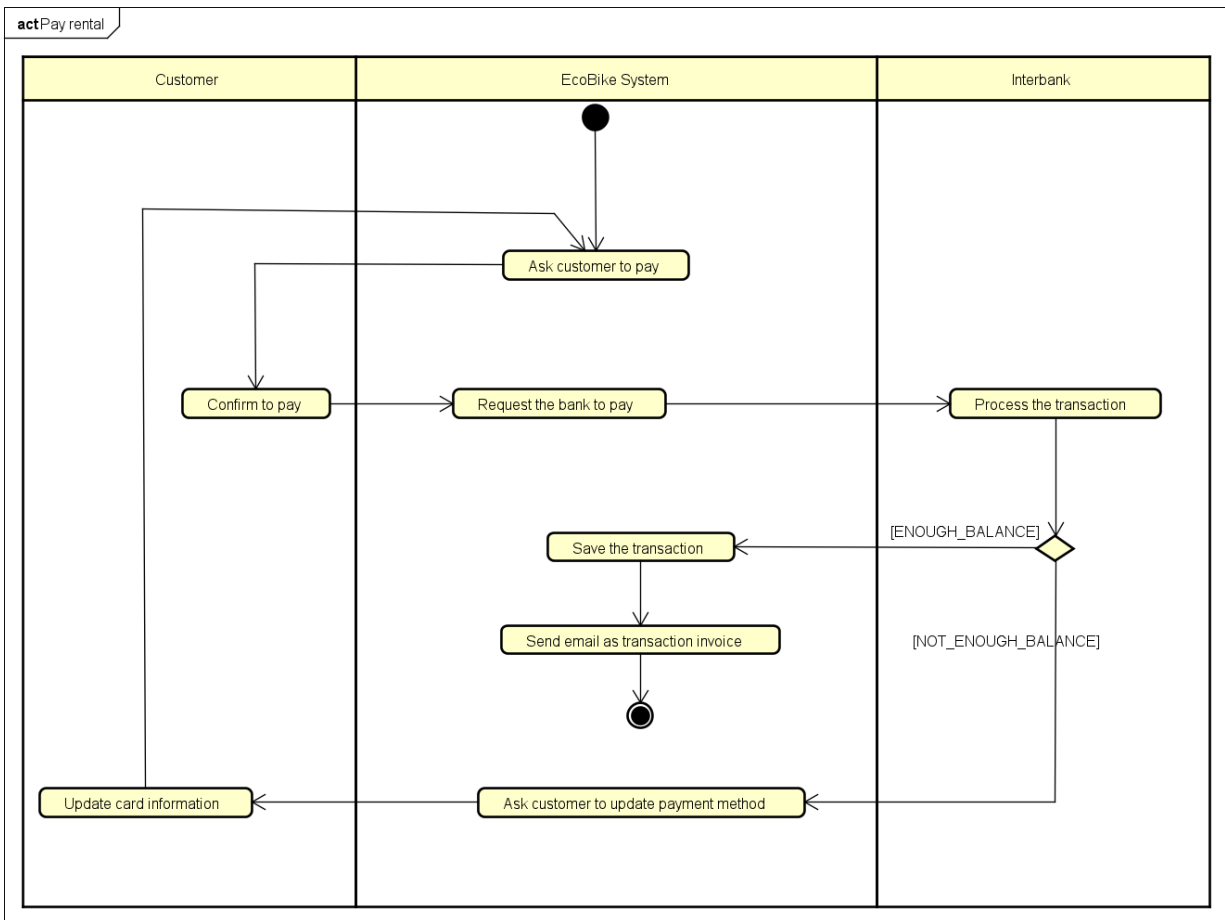 act Pay rental
Customer
EcoBike System
Interbank
Ask customer to pay
Confirm to pay
Request the bank to pay
Process the transaction
[ENOUGH_BALANCE]
Save the transaction
Send email as transaction invoice
[NOT_ENOUGH_BALANCE]
Update card information
Ask customer to update payment method